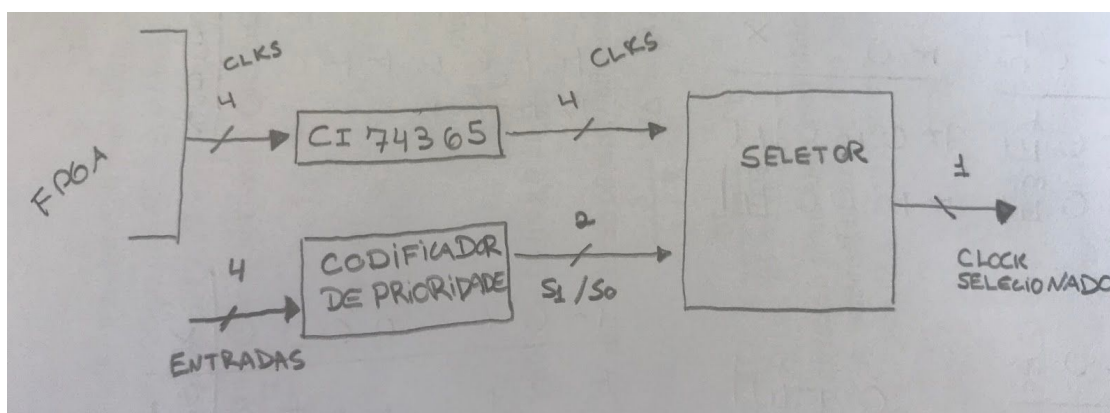 FPGA
CLKS
4
CI 74365
CLKS
4
4
ENTRADAS
CODIFICADOR
DE PRIORIDADE
2
S1/S0
SELETOR
1
CLOCK
SELECIONADO